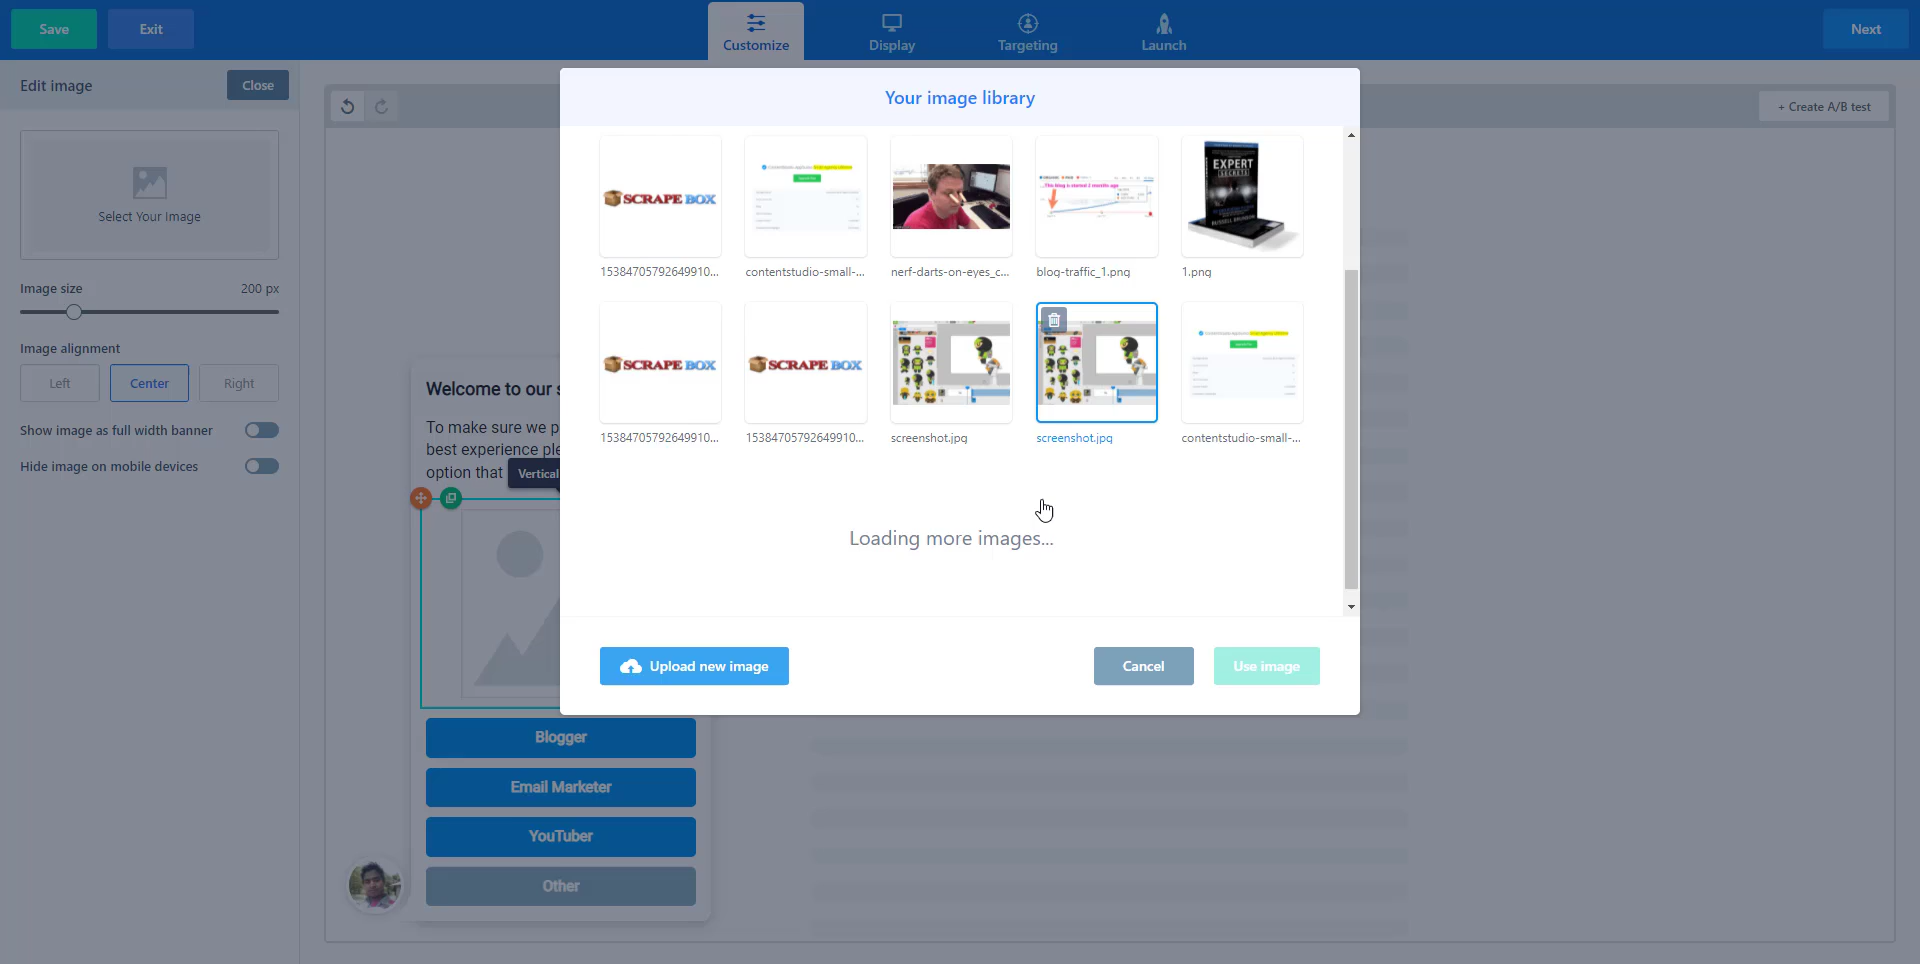 Save
Exit
Customize
Display
Targeting
Launch
Next
Edit image
Close
Your image library
+ Create A/B test
Select Your Image
Image size
200 px
Image alignment
Left
Center
Right
Show image as full width banner
Hide image on mobile devices
SCRAPE BOX
EXPERT
SECRETS
15384705792649910...
contentstudio-small-...
nerf-darts-on-eyes_c...
blog-traffic_1.png
1.png
SCRAPE BOX
SCRAPE BOX
15384705792649910...
15384705792649910...
screenshot.jpg
screenshot.jpg
contentstudio-small-...
Welcome to our s
To make sure we p
best experience ple
option that
Vertical
Loading more images...
Upload new image
Cancel
Use image
Blogger
Email Marketer
YouTuber
Other